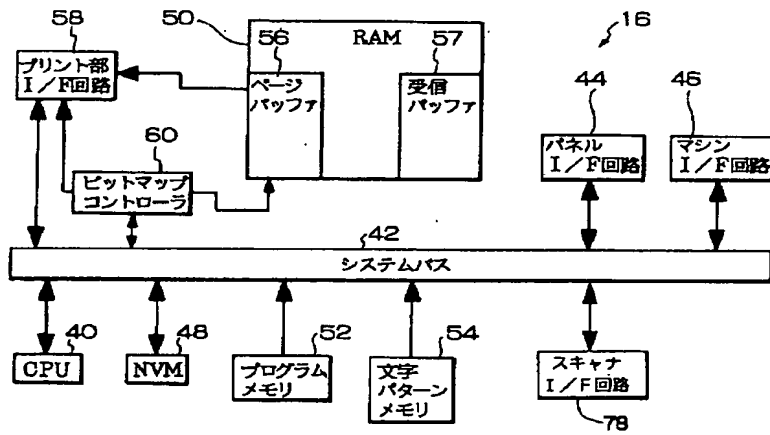 58
50
56
RAM
57
16
プリント部
I/F回路
ページ
バッファ
受信
バッファ
44
46
パネル
I/F回路
マシン
I/F回路
60
ビットマップ
コントローラ
42
システムバス
40
CPU
48
NVM
52
プログラム
メモリ
54
文字
パターン
メモリ
スキャナ
I/F回路
78